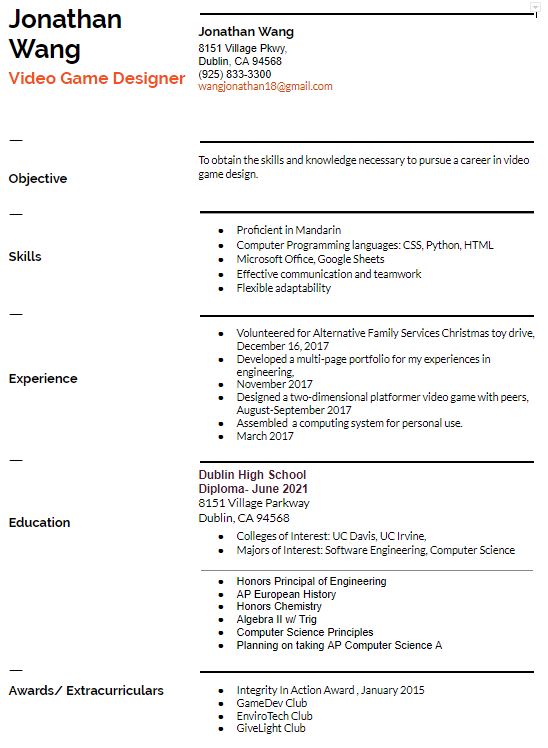 Jonathan
Wang
Video Game Designer
Jonathan Wang
8151 Village Pkwy,
Dublin, CA 94568
(925) 833-3300
wangjonathan18@gmail.com
—
Objective
To obtain the skills and knowledge necessary to pursue a career in video
game design.
—
Skills
● Proficient in Mandarin
● Computer Programming languages: CSS, Python, HTML
● Microsoft Office, Google Sheets
● Effective communication and teamwork
● Flexible adaptability
—
Experience
● Volunteered for Alternative Family Services Christmas toy drive,
December 16, 2017
● Developed a multi-page portfolio for my experiences in
engineering,
● November 2017
● Designed a two-dimensional platformer video game with peers,
August-September 2017
● Assembled a computing system for personal use.
● March 2017
—
Education
Dublin High School
Diploma- June 2021
8151 Village Parkway
Dublin, CA 94568
● Colleges of Interest: UC Davis, UC Irvine,
● Majors of Interest: Software Engineering, Computer Science
● Honors Principal of Engineering
● AP European History
● Honors Chemistry
● Algebra II w/ Trig
● Computer Science Principles
● Planning on taking AP Computer Science A
—
Awards/ Extracurriculars
● Integrity In Action Award , January 2015
● GameDev Club
● EnviroTech Club
● GiveLight Club